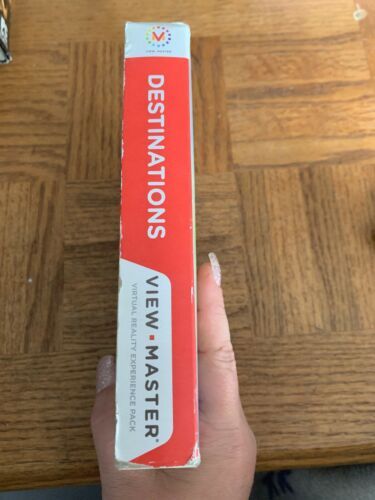 VIEW-MASTER
DESTINATIONS
VIEW▪MASTER®
VIRTUAL REALITY EXPERIENCE PACK